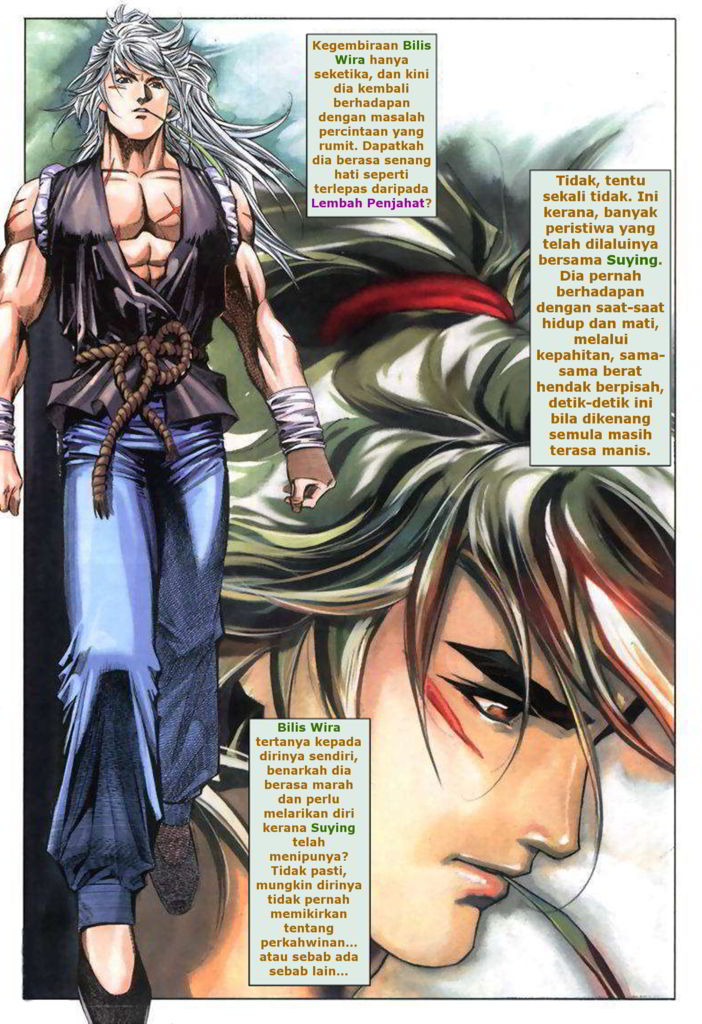 Kegembiraan Bilis
Wira hanya
seketika, dan kini
dia kembali
berhadapan
dengan masalah
percintaan yang
rumit. Dapatkah
dia berasa senang
hati seperti
terlepas daripada
Lembah Penjahat?
Tidak, tentu
sekali tidak. Ini
kerana, banyak
peristiwa yang
telah dilaluinya
bersama Suying.
Dia pernah
berhadapan
dengan saat-saat
hidup dan mati,
melalui
kepahitan, sama-
sama berat
hendak berpisah,
detik-detik ini
bila dikenang
semula masih
terasa manis.
Bilis Wira
tertanya kepada
dirinya sendiri,
benarkah dia
berasa marah
dan perlu
melarikan diri
kerana Suying
telah
menipunya?
Tidak pasti,
mungkin dirinya
tidak pernah
memikirkan
tentang
perkahwinan...
atau sebab ada
sebab lain...